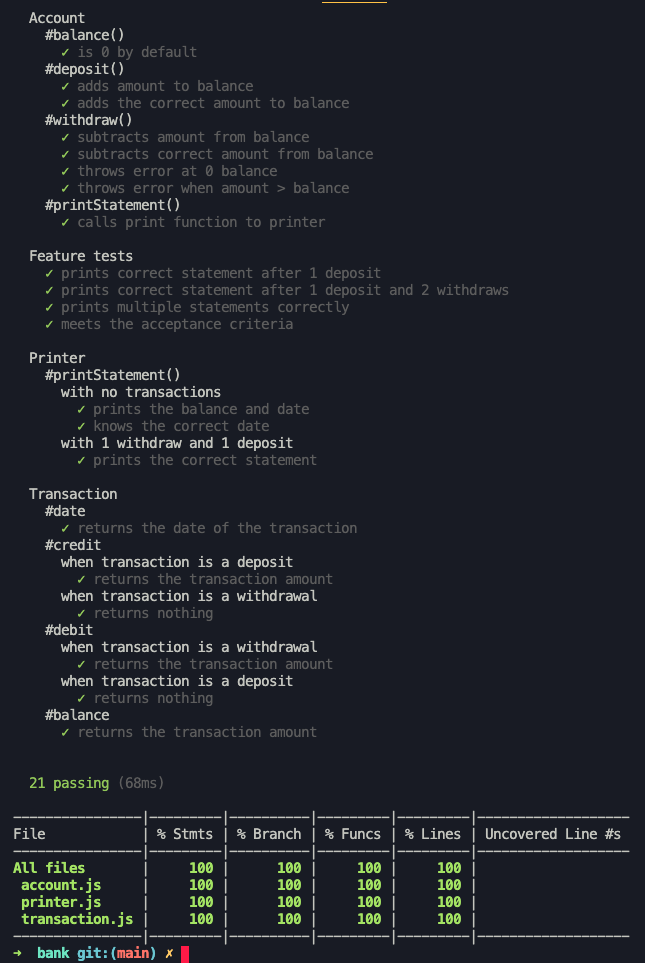 Account
#balance()
✓ is 0 by default
#deposit()
✓ adds amount to balance
✓ adds the correct amount to balance
#withdraw()
✓ subtracts amount from balance
✓ subtracts correct amount from balance
✓ throws error at 0 balance
✓ throws error when amount > balance
#printStatement()
✓ calls print function to printer
Feature tests
✓ prints correct statement after 1 deposit
✓ prints correct statement after 1 deposit and 2 withdraws
✓ prints multiple statements correctly
✓ meets the acceptance criteria
Printer
#printStatement()
with no transactions
✓ prints the balance and date
✓ knows the correct date
with 1 withdraw and 1 deposit
✓ prints the correct statement
Transaction
#date
✓ returns the date of the transaction
#credit
when transaction is a deposit
✓ returns the transaction amount
when transaction is a withdrawal
✓ returns nothing
#debit
when transaction is a withdrawal
✓ returns the transaction amount
when transaction is a deposit
✓ returns nothing
#balance
✓ returns the transaction amount
21 passing (68ms)
----------------|---------|----------|---------|---------|-------------------
File | % Stmts | % Branch | % Funcs | % Lines | Uncovered Line #s
----------------|---------|----------|---------|---------|-------------------
All files | 100 | 100 | 100 | 100 |
account.js | 100 | 100 | 100 | 100 |
printer.js | 100 | 100 | 100 | 100 |
transaction.js | 100 | 100 | 100 | 100 |
----------------|---------|----------|---------|---------|-------------------
➜ bank git:(main) ✗